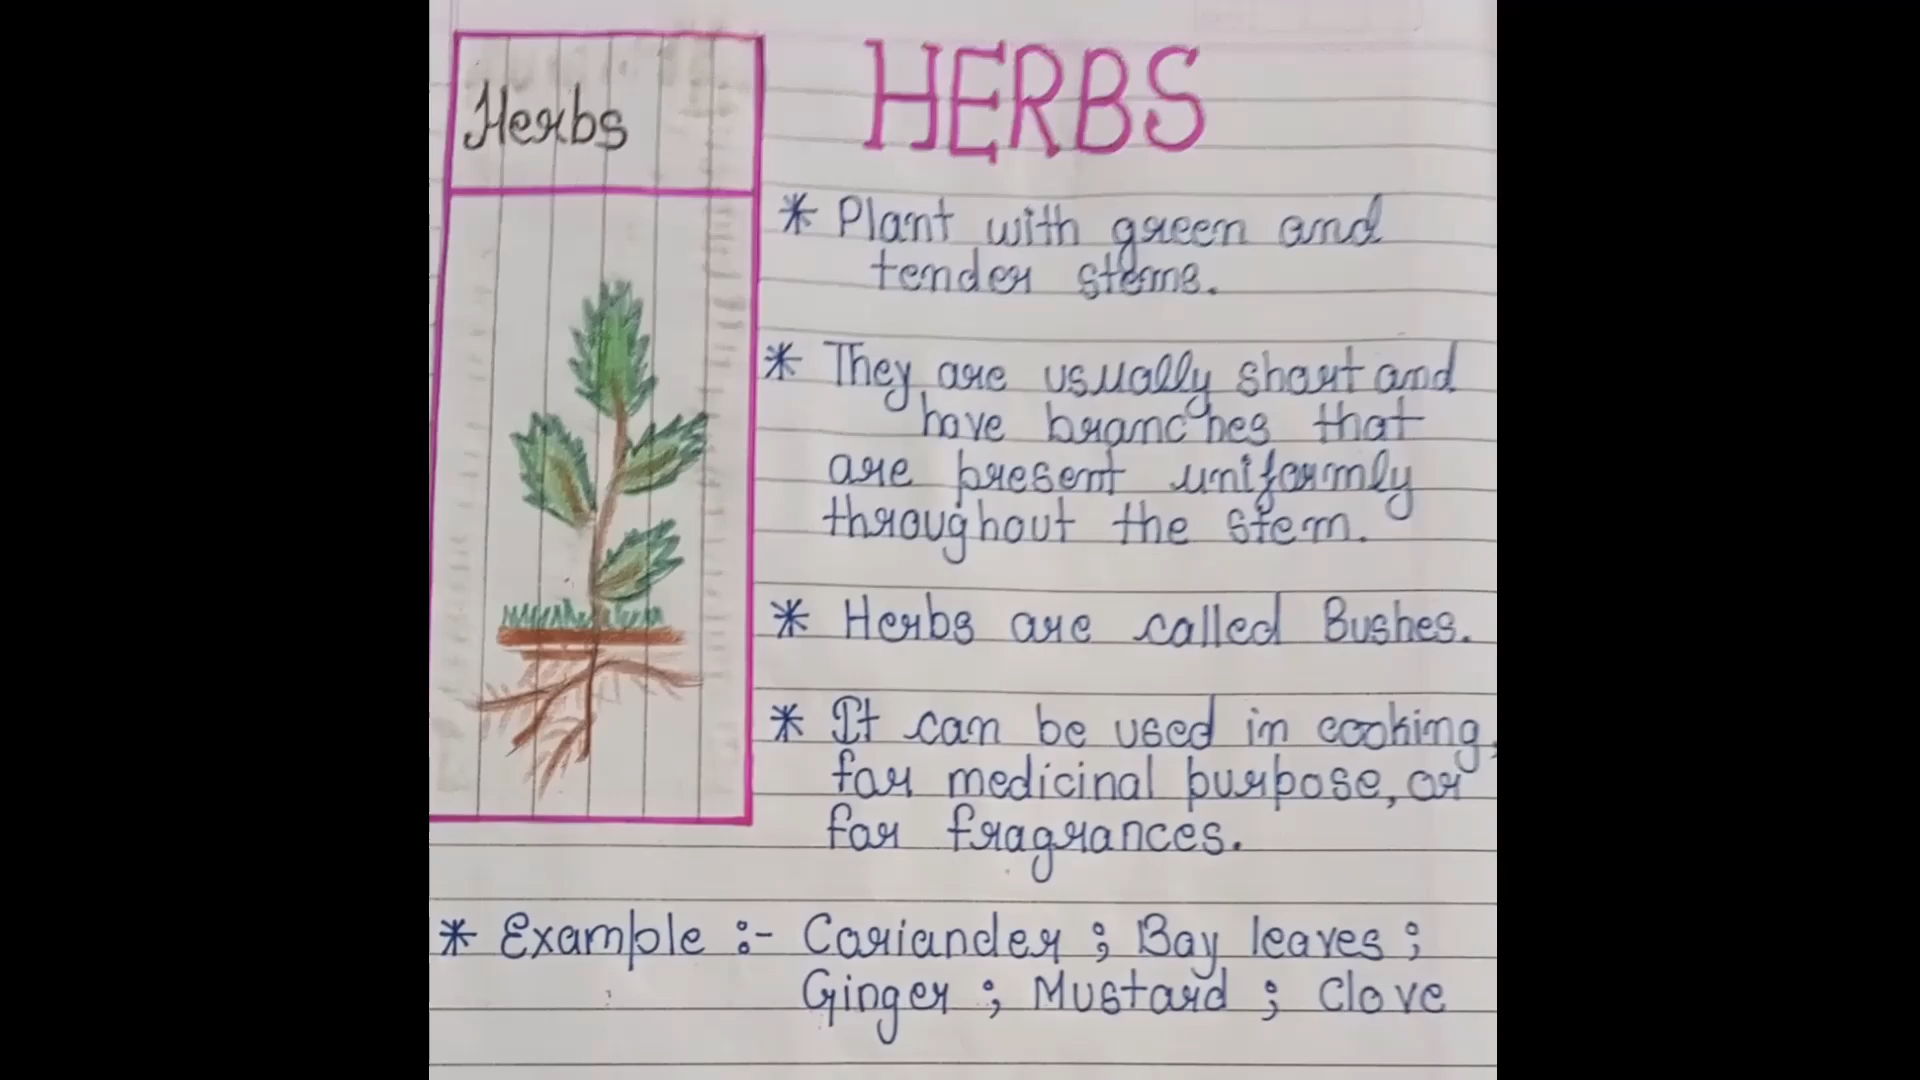 Herbs
HERBS
* Plant with green and
tender stems.
* They are usually short and
have branches that
are present uniformly
throughout the stem.
* Herbs are called Bushes.
* It can be used in cooking,
for medicinal purpose, or
for fragrances.
* Example :- Coriander ; Bay leaves ;
Ginger ; Mustard ; Clove